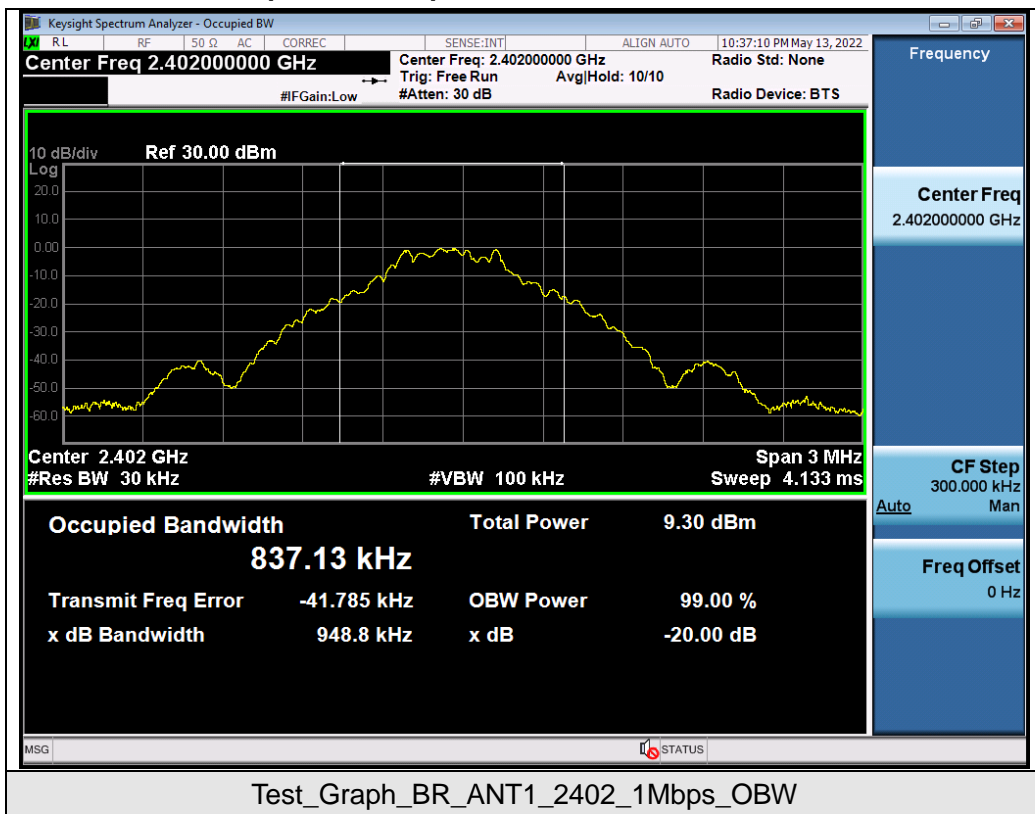 Keysight Spectrum Analyzer - Occupied BW
LXI RL RF 50 Ω AC CORREC SENSE:INT ALIGN AUTO 10:37:10 PM May 13, 2022
Center Freq 2.402000000 GHz
Center Freq: 2.402000000 GHz
Radio Std: None
Trig: Free Run Avg|Hold: 10/10
#IFGain:Low
#Atten: 30 dB
Radio Device: BTS
10 dB/div Ref 30.00 dBm
Log
20.0
10.0
0.00
-10.0
-20.0
-30.0
-40.0
-50.0
-60.0
Center 2.402 GHz
Span 3 MHz
#Res BW 30 kHz
#VBW 100 kHz
Sweep 4.133 ms
Occupied Bandwidth
Total Power 9.30 dBm
837.13 kHz
Transmit Freq Error -41.785 kHz
OBW Power 99.00 %
x dB Bandwidth 948.8 kHz
x dB -20.00 dB
Frequency
Center Freq
2.402000000 GHz
CF Step
300.000 kHz
Auto Man
Freq Offset
0 Hz
MSG
STATUS
Test_Graph_BR_ANT1_2402_1Mbps_OBW